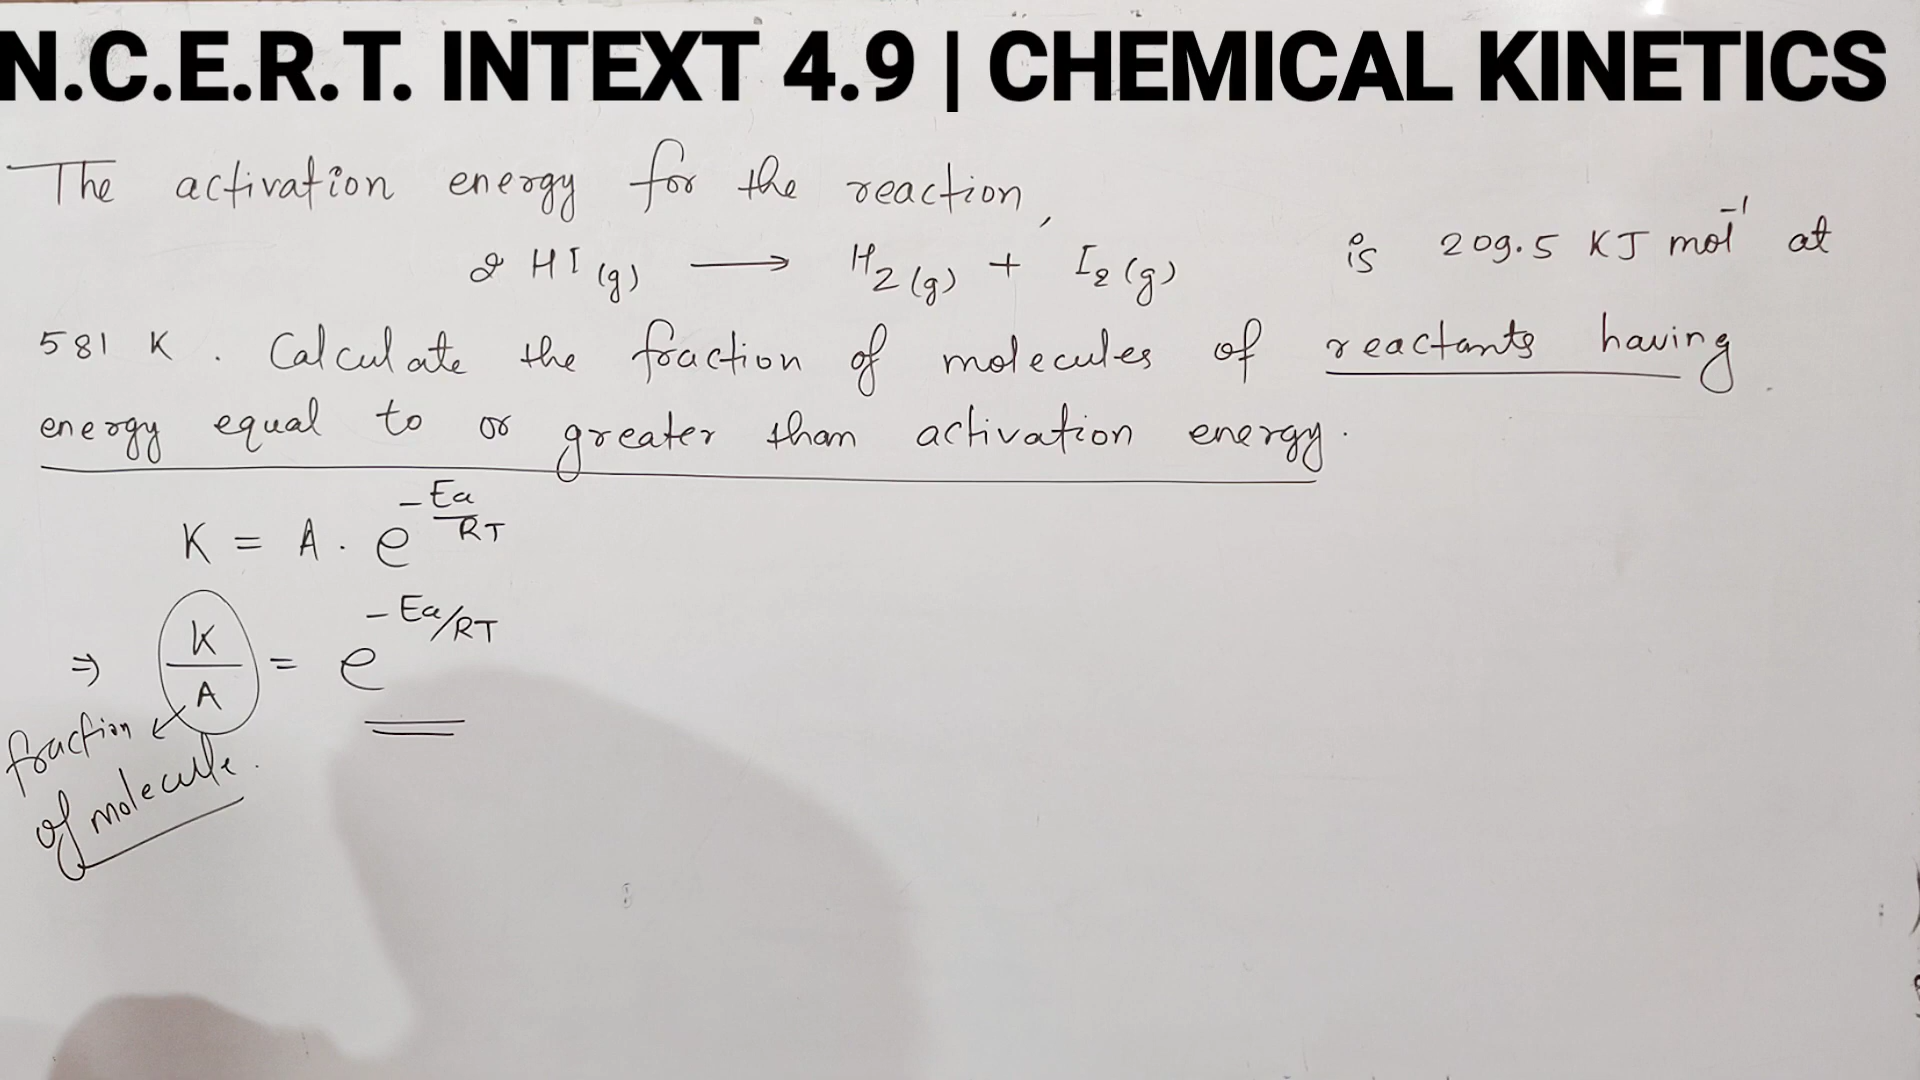 N.C.E.R.T. INTEXT 4.9 | CHEMICAL KINETICS
The activation energy for the reaction,
2 HI (g) ⟶ H2 (g) + I2 (g) is 209.5 KJ mol⁻¹ at
581 K. Calculate the fraction of molecules of reactants having
energy equal to or greater than activation energy.
K = A . e^(-Ea/RT)
⇒ K/A = e^(-Ea/RT)
fraction
of molecule.